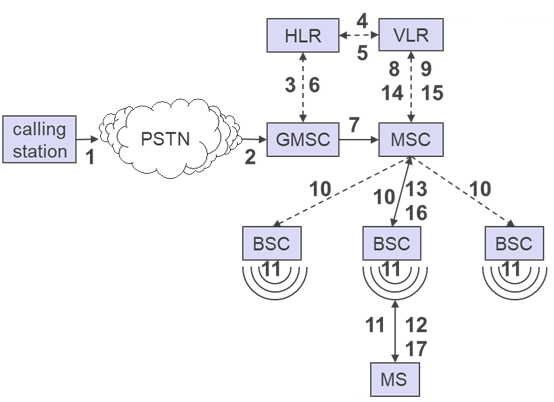 4
HLR VLR
5
3 6
8 9
14 15
calling
station
1
PSTN
2
GMSC
7
MSC
10
10
13
16
10
BSC
BSC
BSC
11
11
11
11
12
17
MS